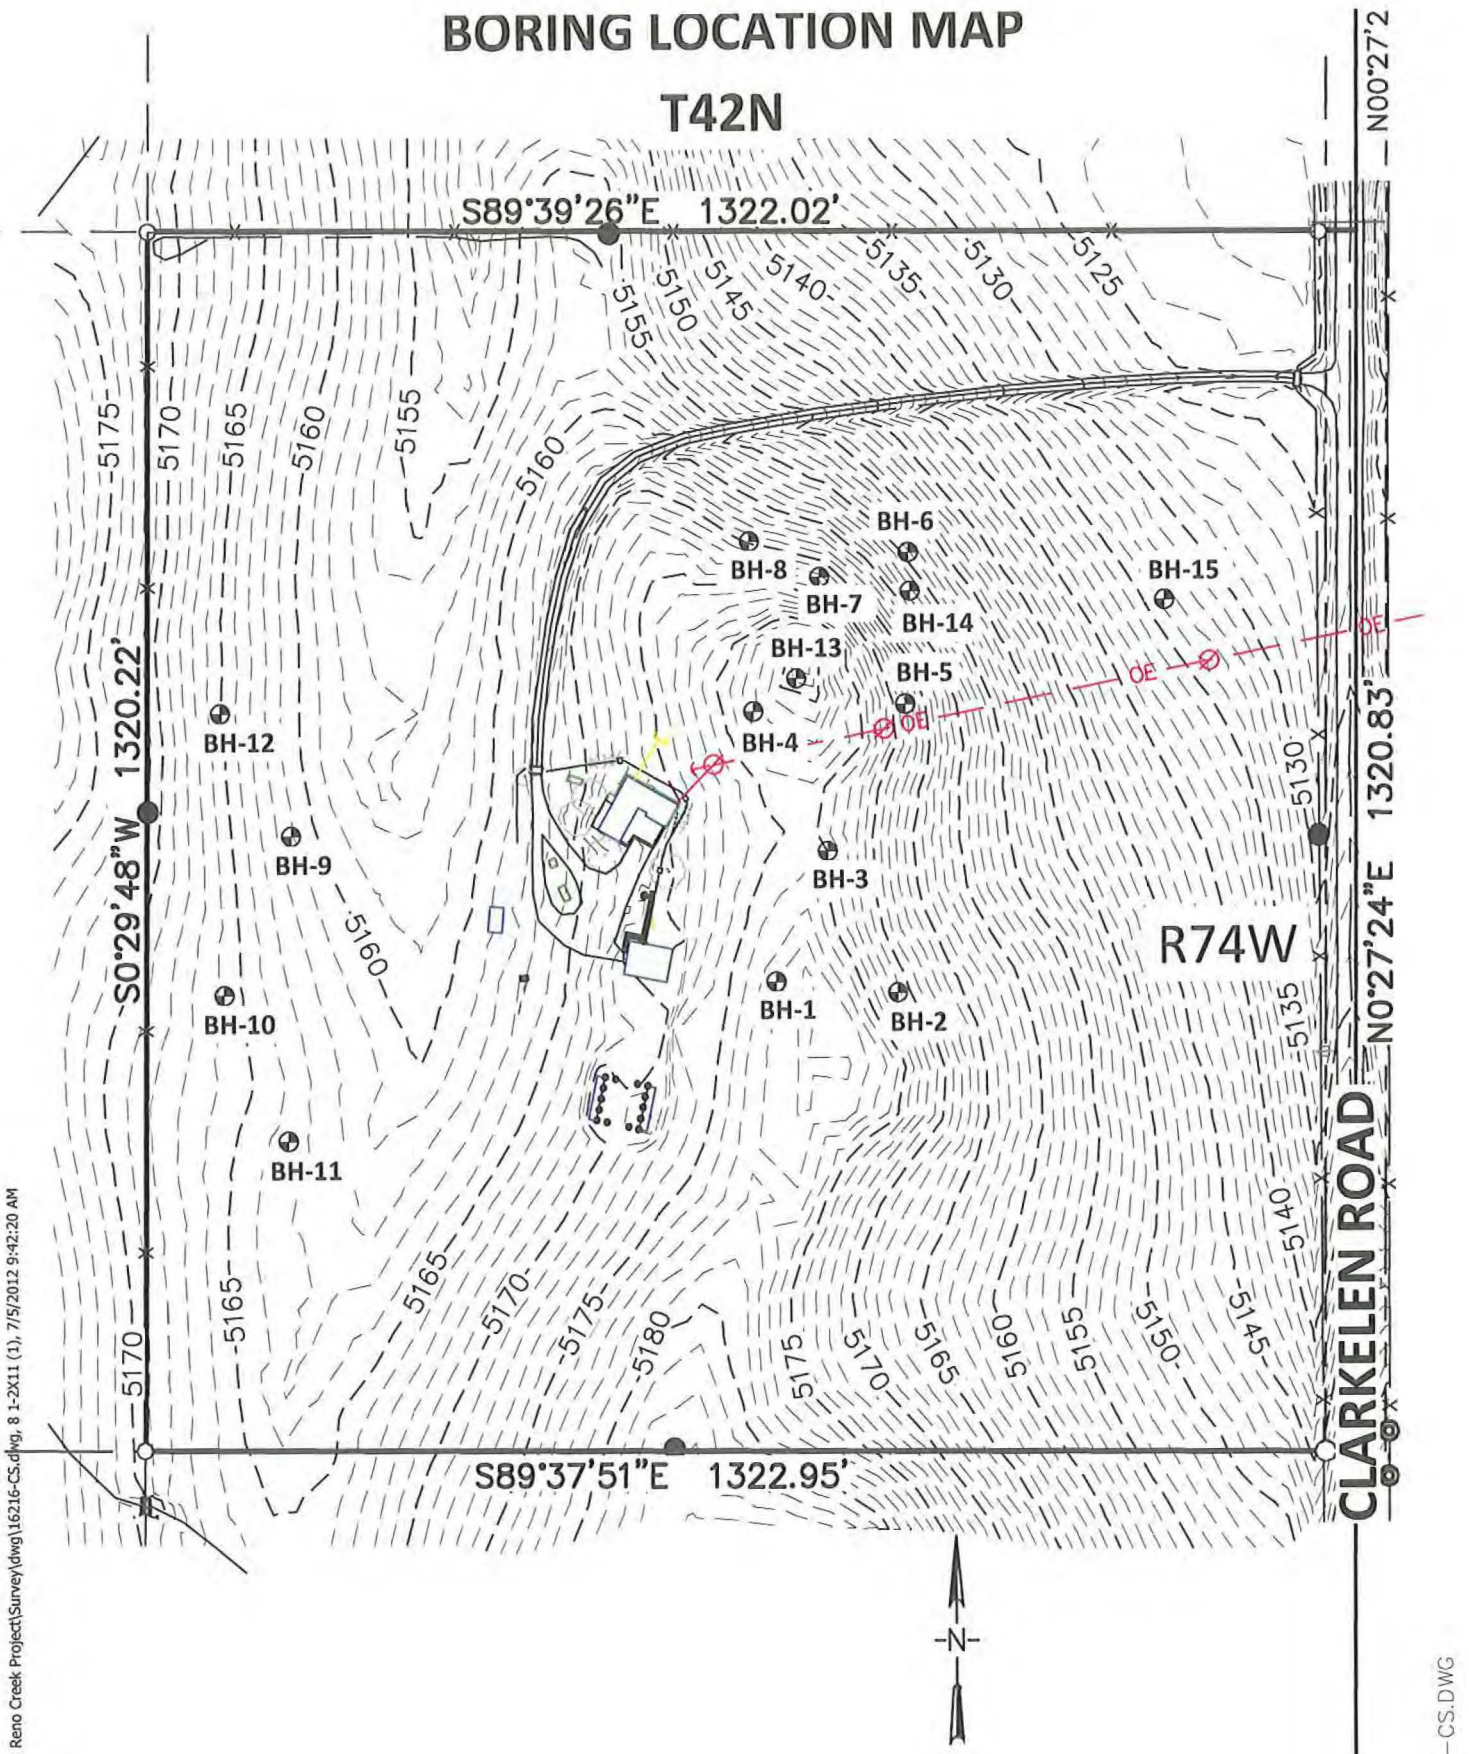 BORING LOCATION MAP
T42N
N00°27'2
S89°39'26"E 1322.02'
5155
5150
5145
5140
5135
5130
5125
5175
5170
5165
5160
5155
5160
BH-6
BH-8
BH-7
BH-15
BH-14
OE
BH-13
OE
BH-5
OE
BH-4
BH-12
S0°29'48"W 1320.22'
5130
N0°27'24"E 1320.83'
BH-9
BH-3
5160
R74W
BH-10
BH-1
BH-2
5135
BH-11
5140
CLARKELEN ROAD
5170
5165
5165
5170
5175
5180
5175
5170
5165
5160
5155
5150
5145
S89°37'51"E 1322.95'
-N-
Reno Creek Project\Survey\dwg\16216-CS.dwg, 8 1-2X11 (1), 7/5/2012 9:42:20 AM
-CS.DWG